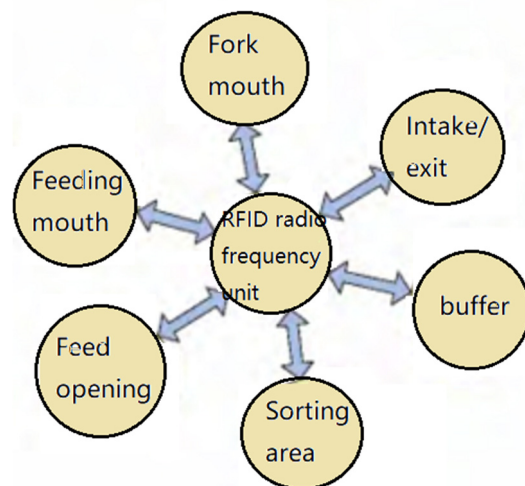 Fork
mouth
Intake/
exit
Feeding
mouth
RFID radio
frequency
unit
buffer
Feed
opening
Sorting
area